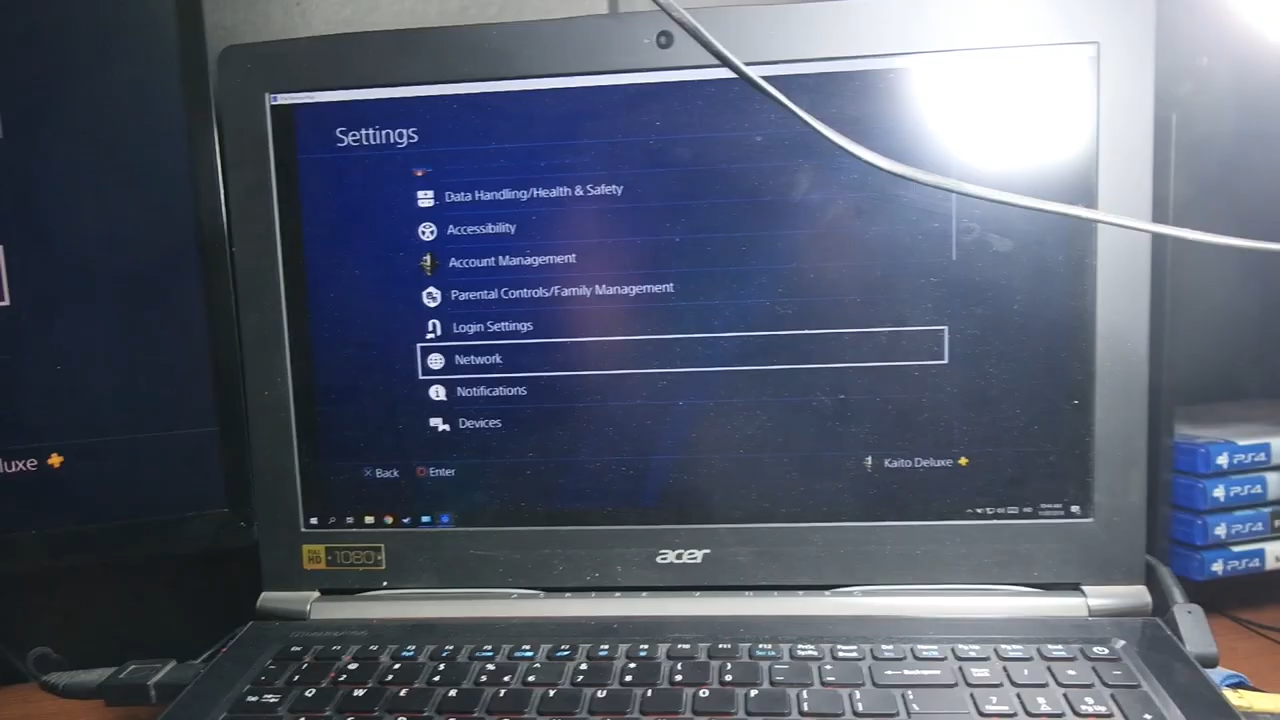 Settings
Data Handling/Health & Safety
Accessibility
Account Management
Parental Controls/Family Management
Login Settings
Network
Notifications
Devices
Back
Enter
Kaito Deluxe
luxe
FULL HD 1080
acer
PS4
PS4
PS4
PS4
Q W E R T Y U I O P